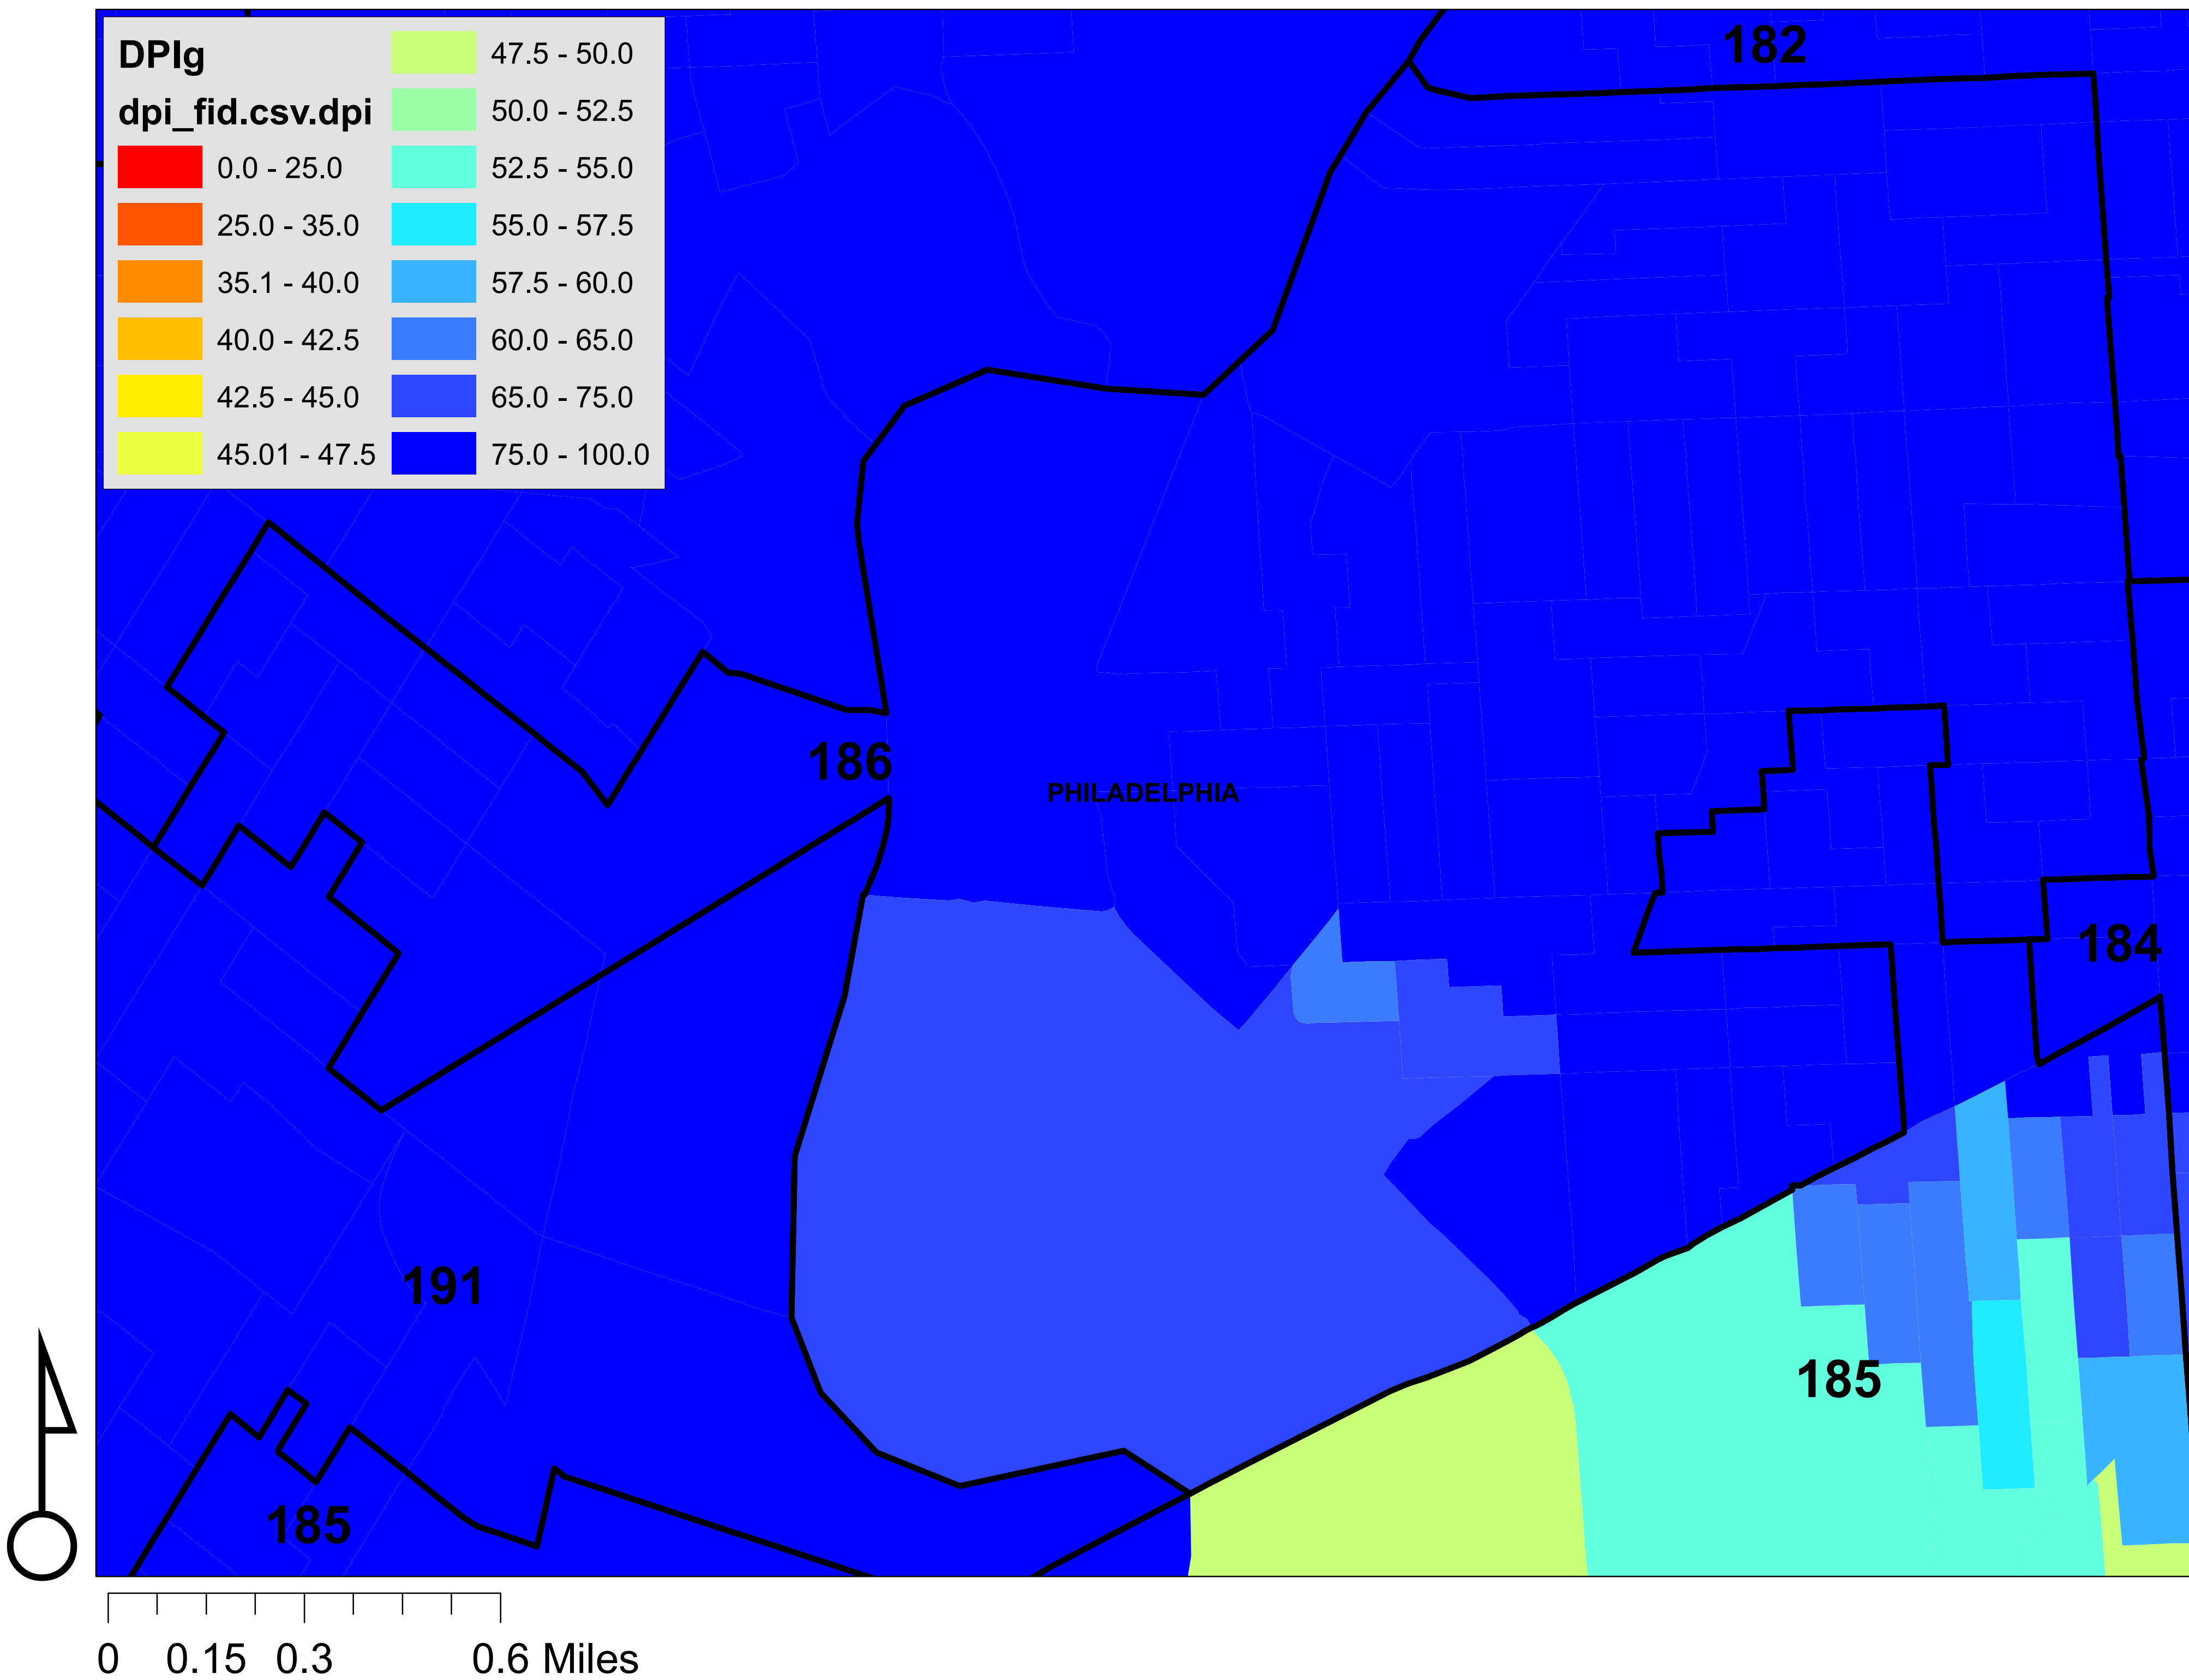 DPIg
dpi_fid.csv.dpi
0.0 - 25.0
25.0 - 35.0
35.1 - 40.0
40.0 - 42.5
42.5 - 45.0
45.01 - 47.5
47.5 - 50.0
50.0 - 52.5
52.5 - 55.0
55.0 - 57.5
57.5 - 60.0
60.0 - 65.0
65.0 - 75.0
75.0 - 100.0
182
186
PHILADELPHIA
184
191
185
185
0 0.15 0.3 0.6 Miles